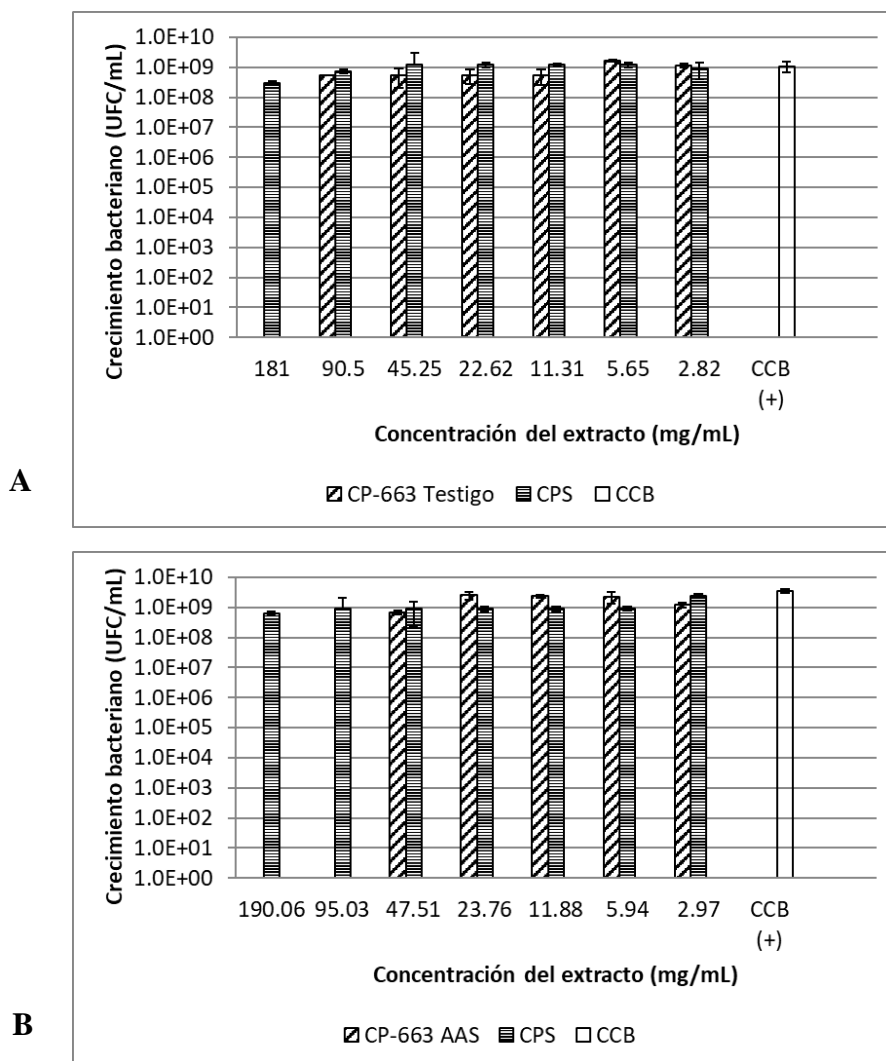 Crecimiento bacteriano (UFC/mL)
1.0E+10
1.0E+09
1.0E+08
1.0E+07
1.0E+06
1.0E+05
1.0E+04
1.0E+03
1.0E+02
1.0E+01
1.0E+00
181 90.5 45.25 22.62 11.31 5.65 2.82 CCB
(+)
Concentración del extracto (mg/mL)
CP-663 Testigo CPS CCB
A
Crecimiento bacteriano (UFC/mL)
1.0E+10
1.0E+09
1.0E+08
1.0E+07
1.0E+06
1.0E+05
1.0E+04
1.0E+03
1.0E+02
1.0E+01
1.0E+00
190.06 95.03 47.51 23.76 11.88 5.94 2.97 CCB
(+)
Concentración del extracto (mg/mL)
CP-663 AAS CPS CCB
B